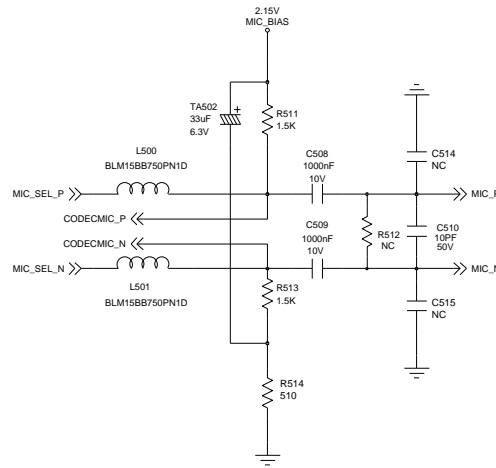 2.15V
MIC_BIAS
TA502
33uF
6.3V
+
R511
1.5K
L500
BLM15BB750PN1D
C508
1000nF
10V
C514
NC
MIC_SEL_P
MIC_P
CODECMIC_P
C509
1000nF
10V
R512
NC
C510
10PF
50V
CODECMIC_N
MIC_SEL_N
L501
BLM15BB750PN1D
R513
1.5K
C515
NC
R514
510